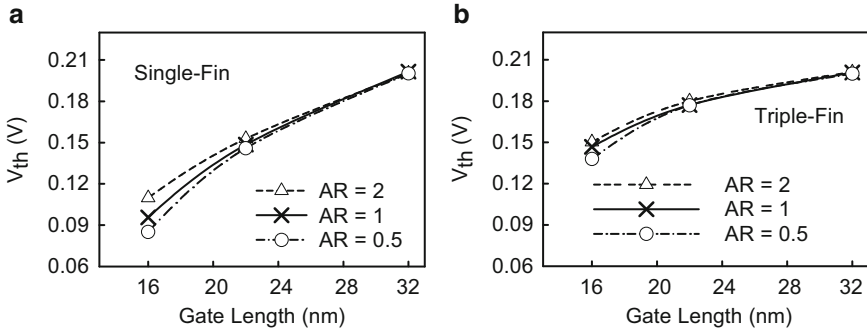 a
0.21
0.18
0.15
0.12
0.09
0.06
V_th (V)
Single-Fin
AR = 2
AR = 1
AR = 0.5
16 20 24 28 32
Gate Length (nm)
b
0.21
0.18
0.15
0.12
0.09
0.06
V_th (V)
Triple-Fin
AR = 2
AR = 1
AR = 0.5
16 20 24 28 32
Gate Length (nm)